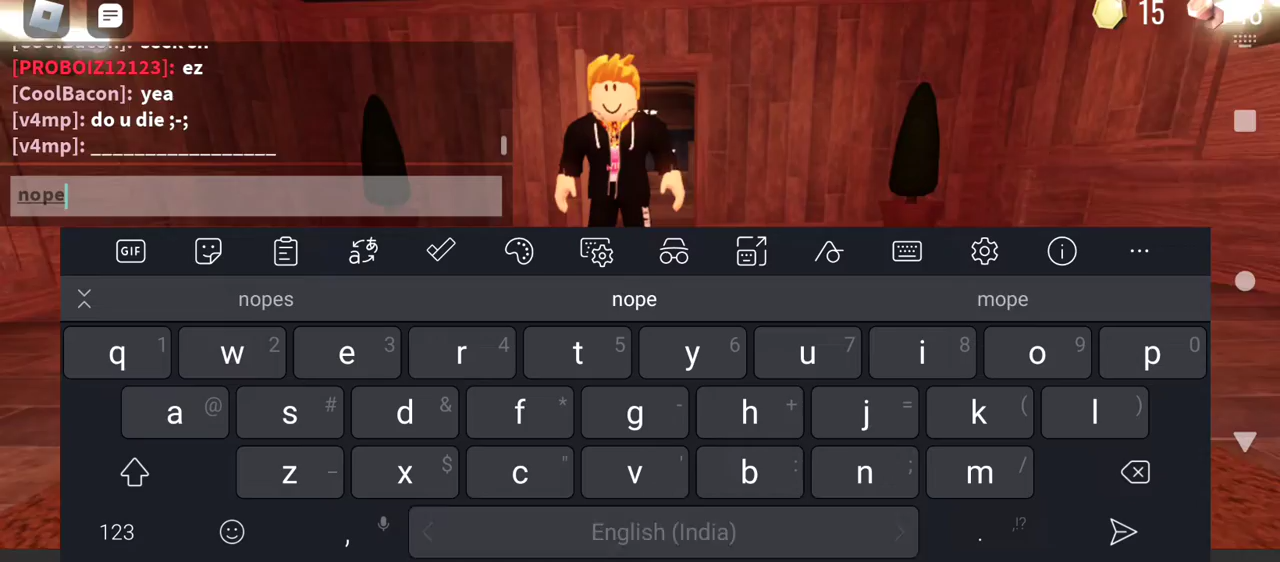 15
[PROBOIZ12123]: ez
[CoolBacon]: yea
[v4mp]: do u die ;-;
[v4mp]: _________________
nope
GIF
nopes nope mope
q 1 w 2 e 3 r 4 t 5 y 6 u 7 i 8 o 9 p 0
a @ s # d & f * g - h + j = k ( l )
z _ x $ c " v ' b : n ; m /
123 , English (India) . ,!?